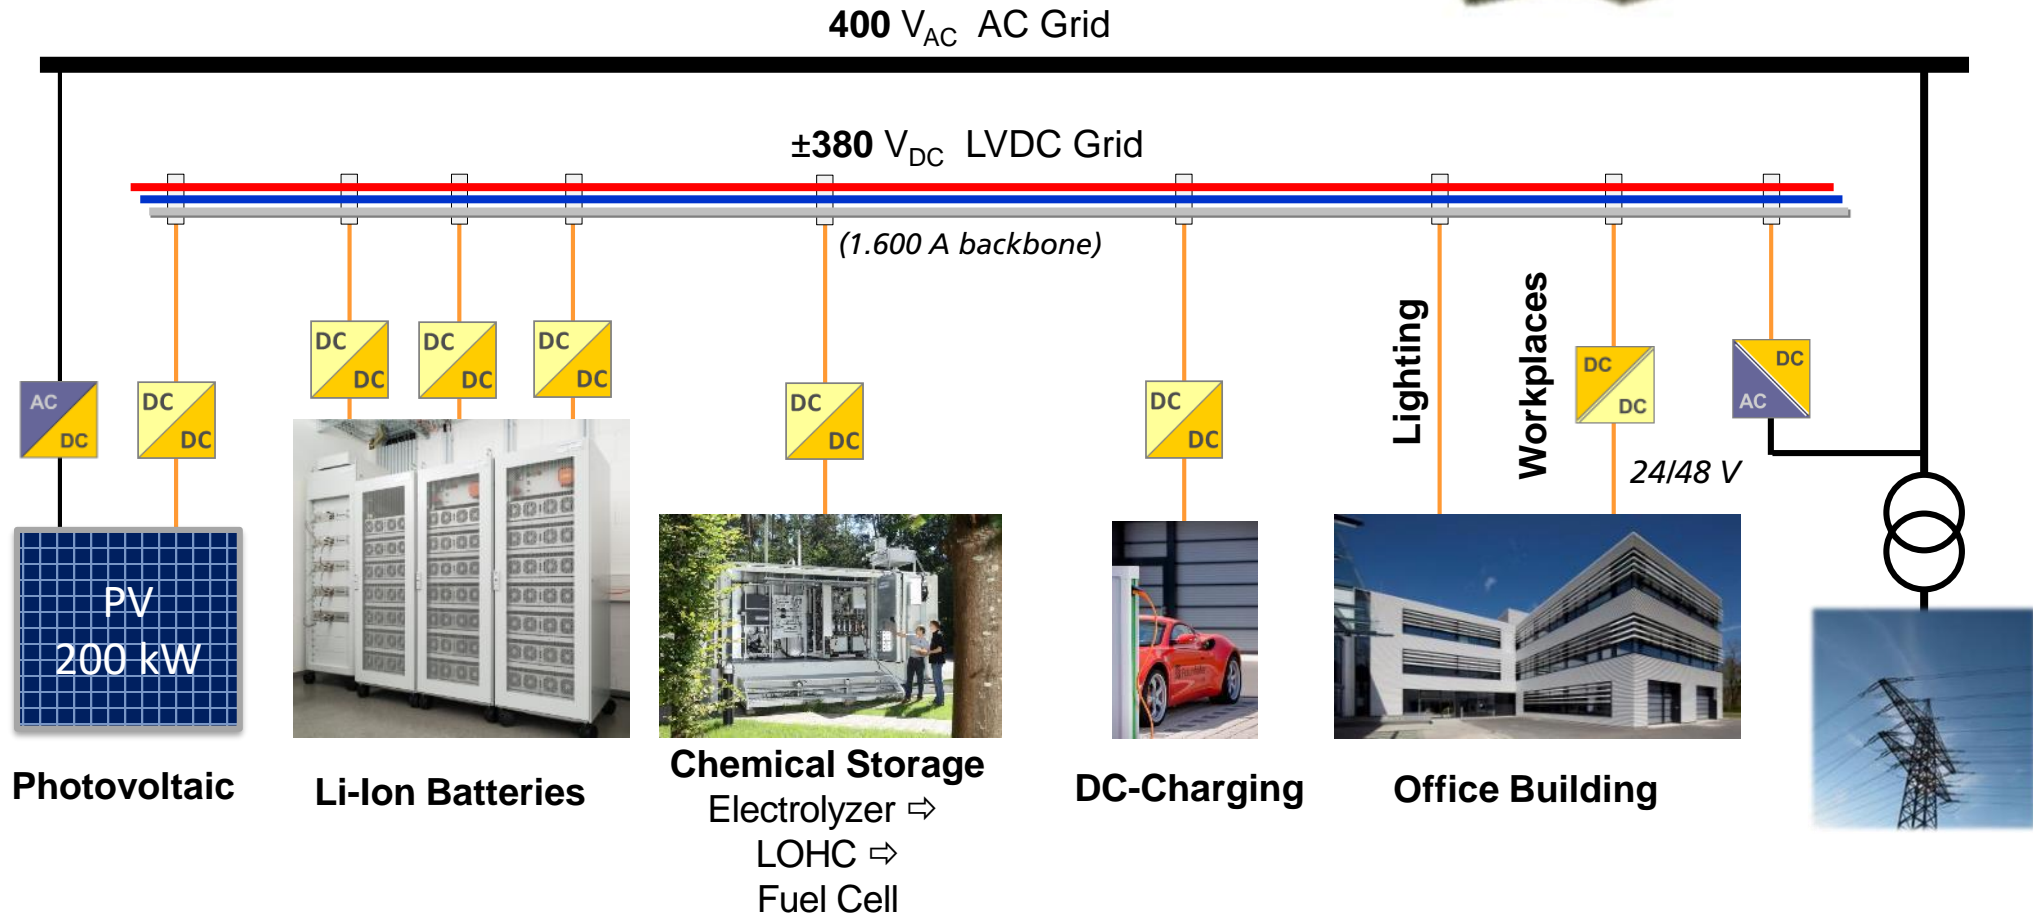 400 VAC AC Grid
±380 VDC LVDC Grid
(1.600 A backbone)
Lighting
Workplaces
DC
DC
DC
DC
DC
DC
DC
DC
AC
AC
DC
DC
DC
DC
DC
DC
DC
24/48 V
PV
200 kW
Photovoltaic
Li-Ion Batteries
Chemical Storage
Electrolyzer ⇨
LOHC ⇨
Fuel Cell
DC-Charging
Office Building